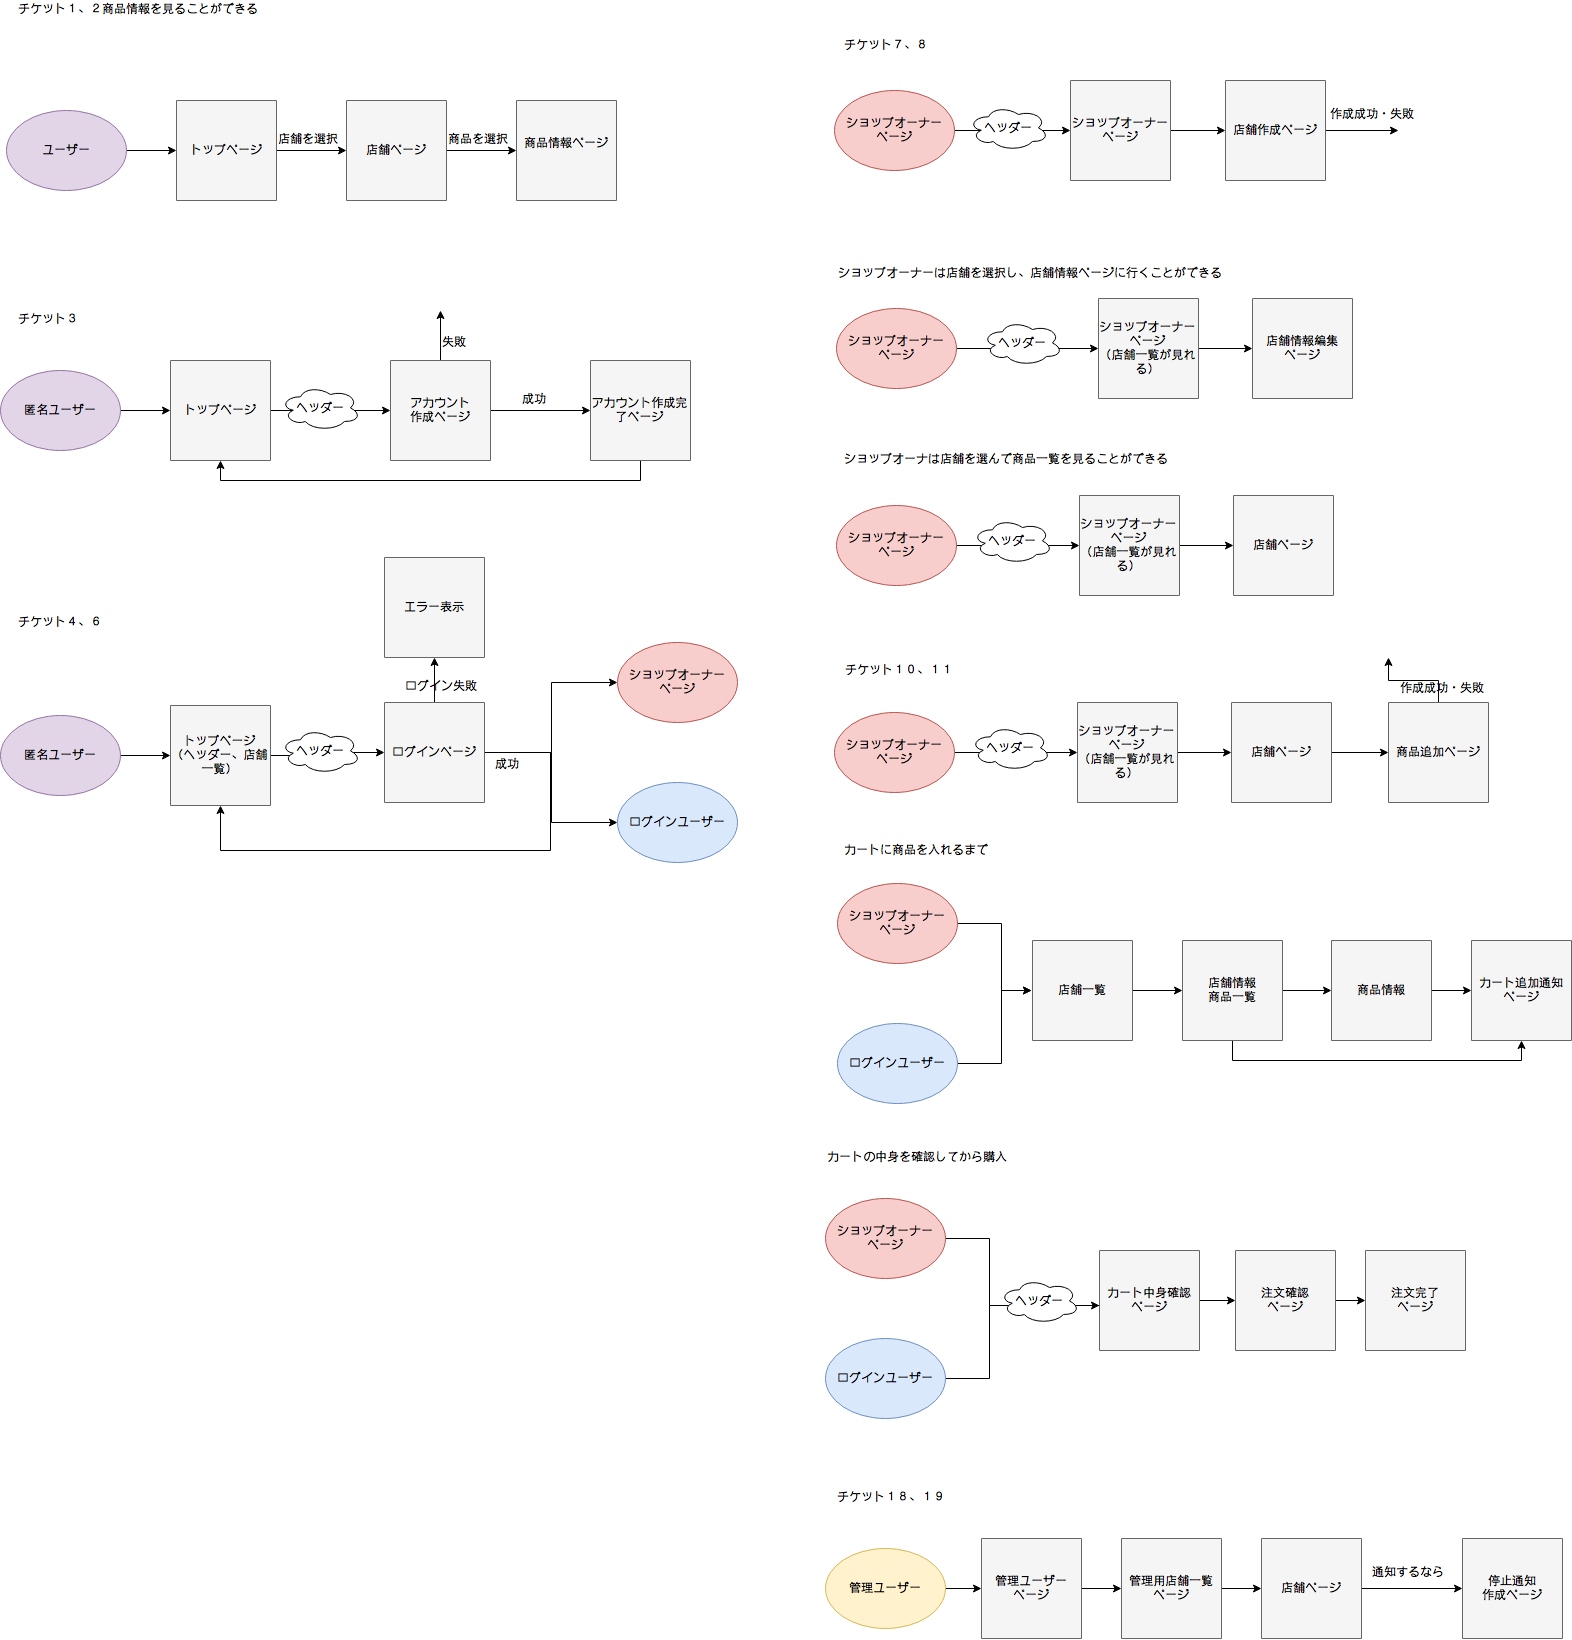 チケット１、２商品情報を見ることができる
ユーザー
トップページ
店舗を選択
店舗ページ
商品を選択
商品情報ページ
チケット３
匿名ユーザー
トップページ
ヘッダー
失敗
アカウント
作成ページ
成功
アカウント作成完
了ページ
チケット４、６
エラー表示
ログイン失敗
匿名ユーザー
トップページ
（ヘッダー、店舗
一覧）
ヘッダー
ログインページ
成功
ショップオーナー
ページ
ログインユーザー
チケット７、８
ショップオーナー
ページ
ヘッダー
ショップオーナー
ページ
店舗作成ページ
作成成功・失敗
ショップオーナーは店舗を選択し、店舗情報ページに行くことができる
ショップオーナー
ページ
ヘッダー
ショップオーナー
ページ
（店舗一覧が見れ
る）
店舗情報編集
ページ
ショップオーナは店舗を選んで商品一覧を見ることができる
ショップオーナー
ページ
ヘッダー
ショップオーナー
ページ
（店舗一覧が見れ
る）
店舗ページ
チケット１０、１１
ショップオーナー
ページ
ヘッダー
ショップオーナー
ページ
（店舗一覧が見れ
る）
店舗ページ
作成成功・失敗
商品追加ページ
カートに商品を入れるまで
ショップオーナー
ページ
ログインユーザー
店舗一覧
店舗情報
商品一覧
商品情報
カート追加通知
ページ
カートの中身を確認してから購入
ショップオーナー
ページ
ログインユーザー
ヘッダー
カート中身確認
ページ
注文確認
ページ
注文完了
ページ
チケット１８、１９
管理ユーザー
管理ユーザー
ページ
管理用店舗一覧
ページ
店舗ページ
通知するなら
停止通知
作成ページ